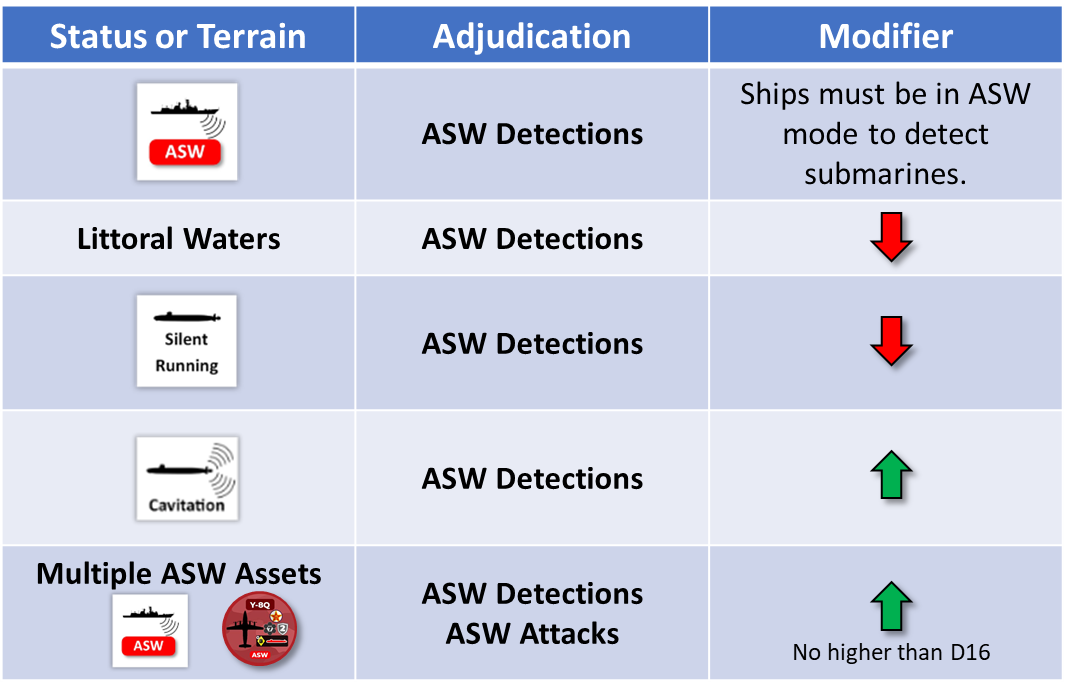 Status or Terrain
Adjudication
Modifier
ASW
ASW Detections
Ships must be in ASW
mode to detect
submarines.
Littoral Waters
ASW Detections
Silent
Running
ASW Detections
Cavitation
ASW Detections
Multiple ASW Assets
ASW
Y-8Q
2
ASW
ASW Detections
ASW Attacks
No higher than D16